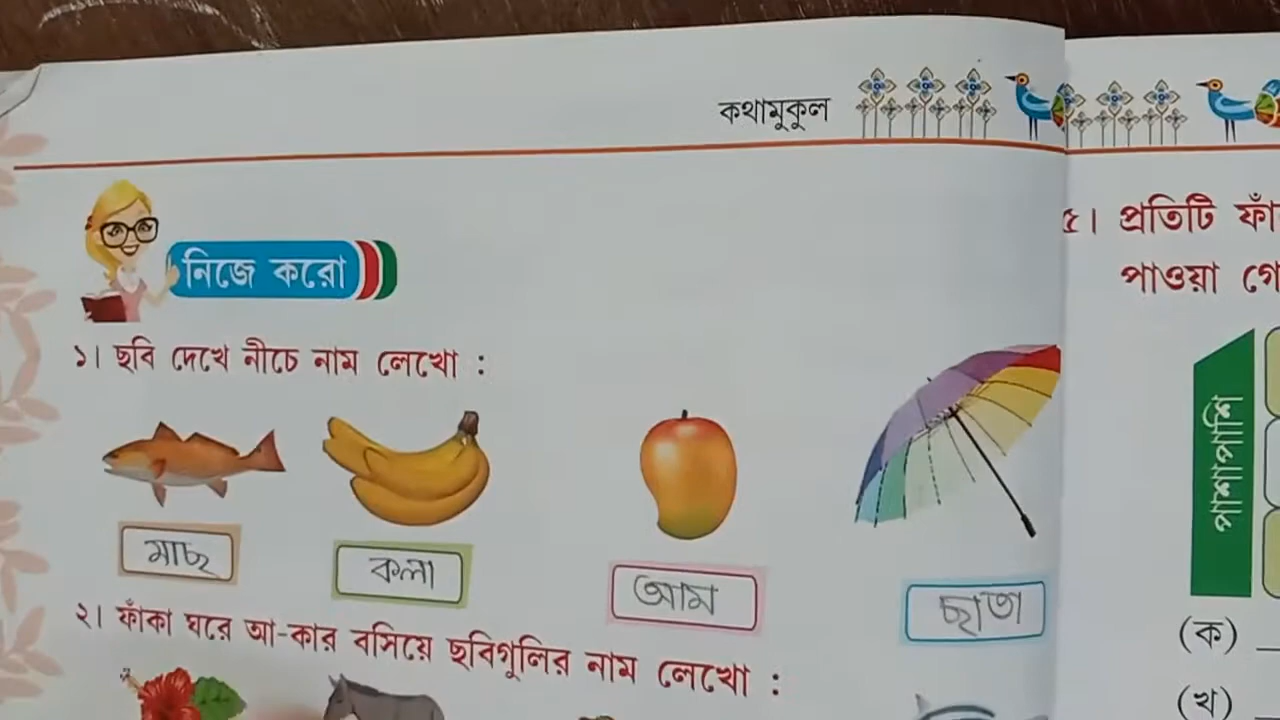 কথামুকুল
নিজে করো
১। ছবি দেখে নীচে নাম লেখো :
মাছ
কলা
আম
ছাতা
২। ফাঁকা ঘরে আ-কার বসিয়ে ছবিগুলির নাম লেখো :
৫। প্রতিটি
পাওয়া
পাশাপাশি
(ক)
(খ)